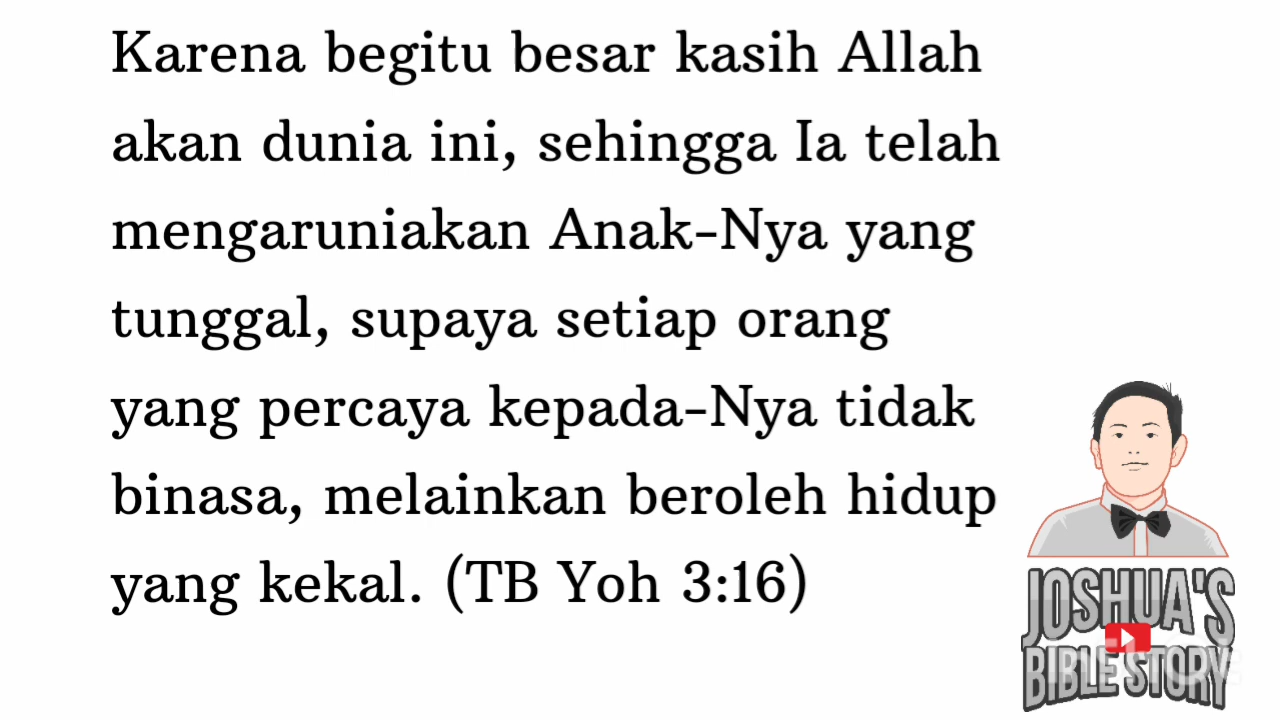 Karena begitu besar kasih Allah
akan dunia ini, sehingga Ia telah
mengaruniakan Anak-Nya yang
tunggal, supaya setiap orang
yang percaya kepada-Nya tidak
binasa, melainkan beroleh hidup
yang kekal. (TB Yoh 3:16)
JOSHUA'S
BIBLE STORY